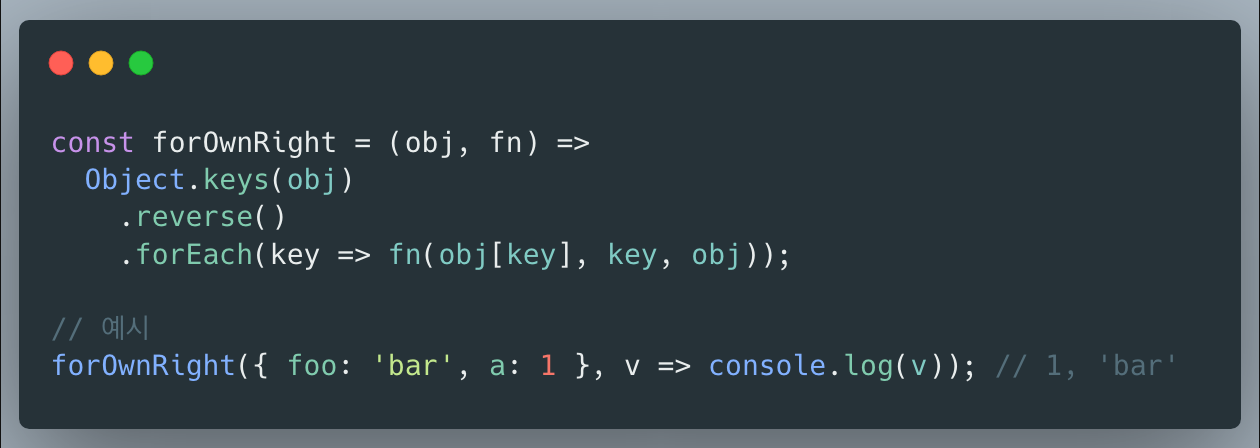 const forOwnRight = (obj, fn) =>
  Object.keys(obj)
    .reverse()
    .forEach(key => fn(obj[key], key, obj));

// 예시
forOwnRight({ foo: 'bar', a: 1 }, v => console.log(v)); // 1, 'bar'